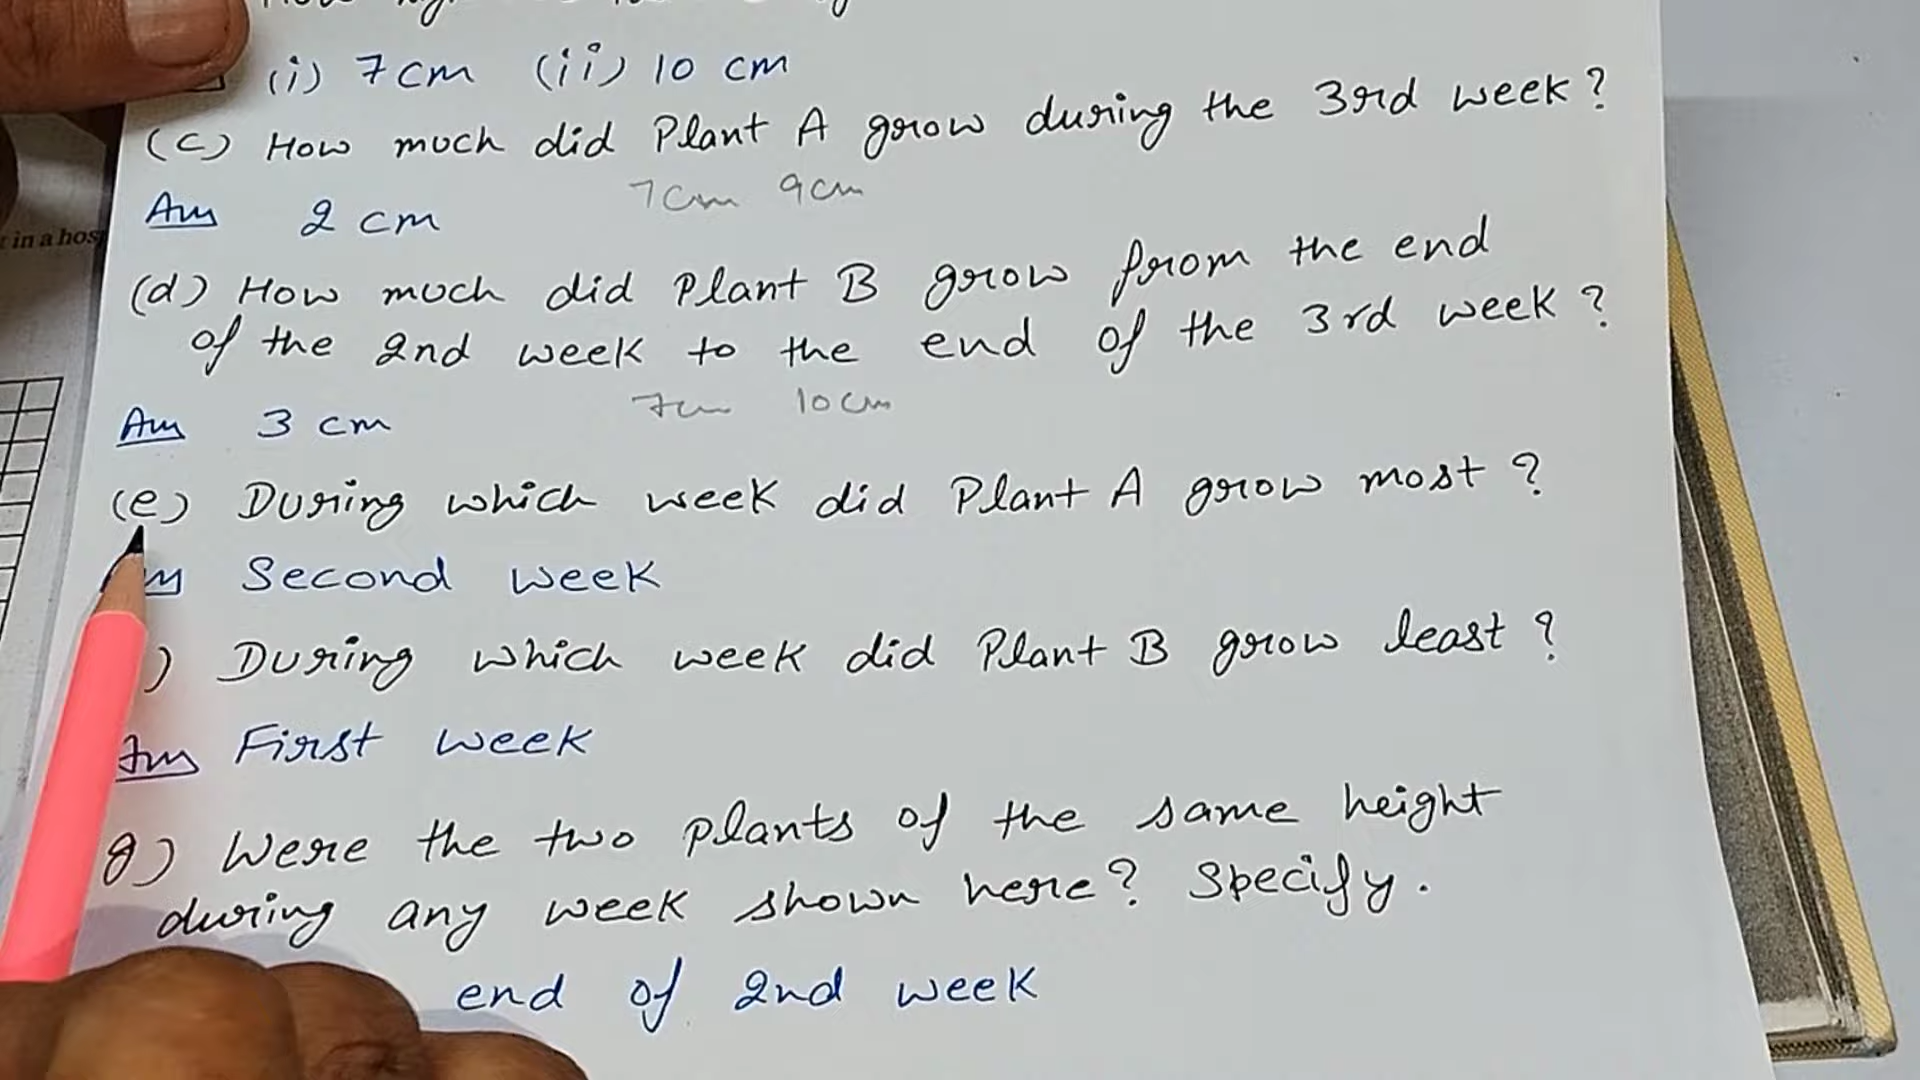 (i) 7 cm (ii) 10 cm
(c) How much did Plant A grow during the 3rd week?
7cm 9cm
Ans 2 cm
(d) How much did Plant B grow from the end
of the 2nd week to the end of the 3rd week?
7cm 10cm
Ans 3 cm
(e) During which week did Plant A grow most?
Second week
) During which week did Plant B grow least?
Ans First week
g) Were the two plants of the same height
during any week shown here? Specify.
end of 2nd week
t in a hosp